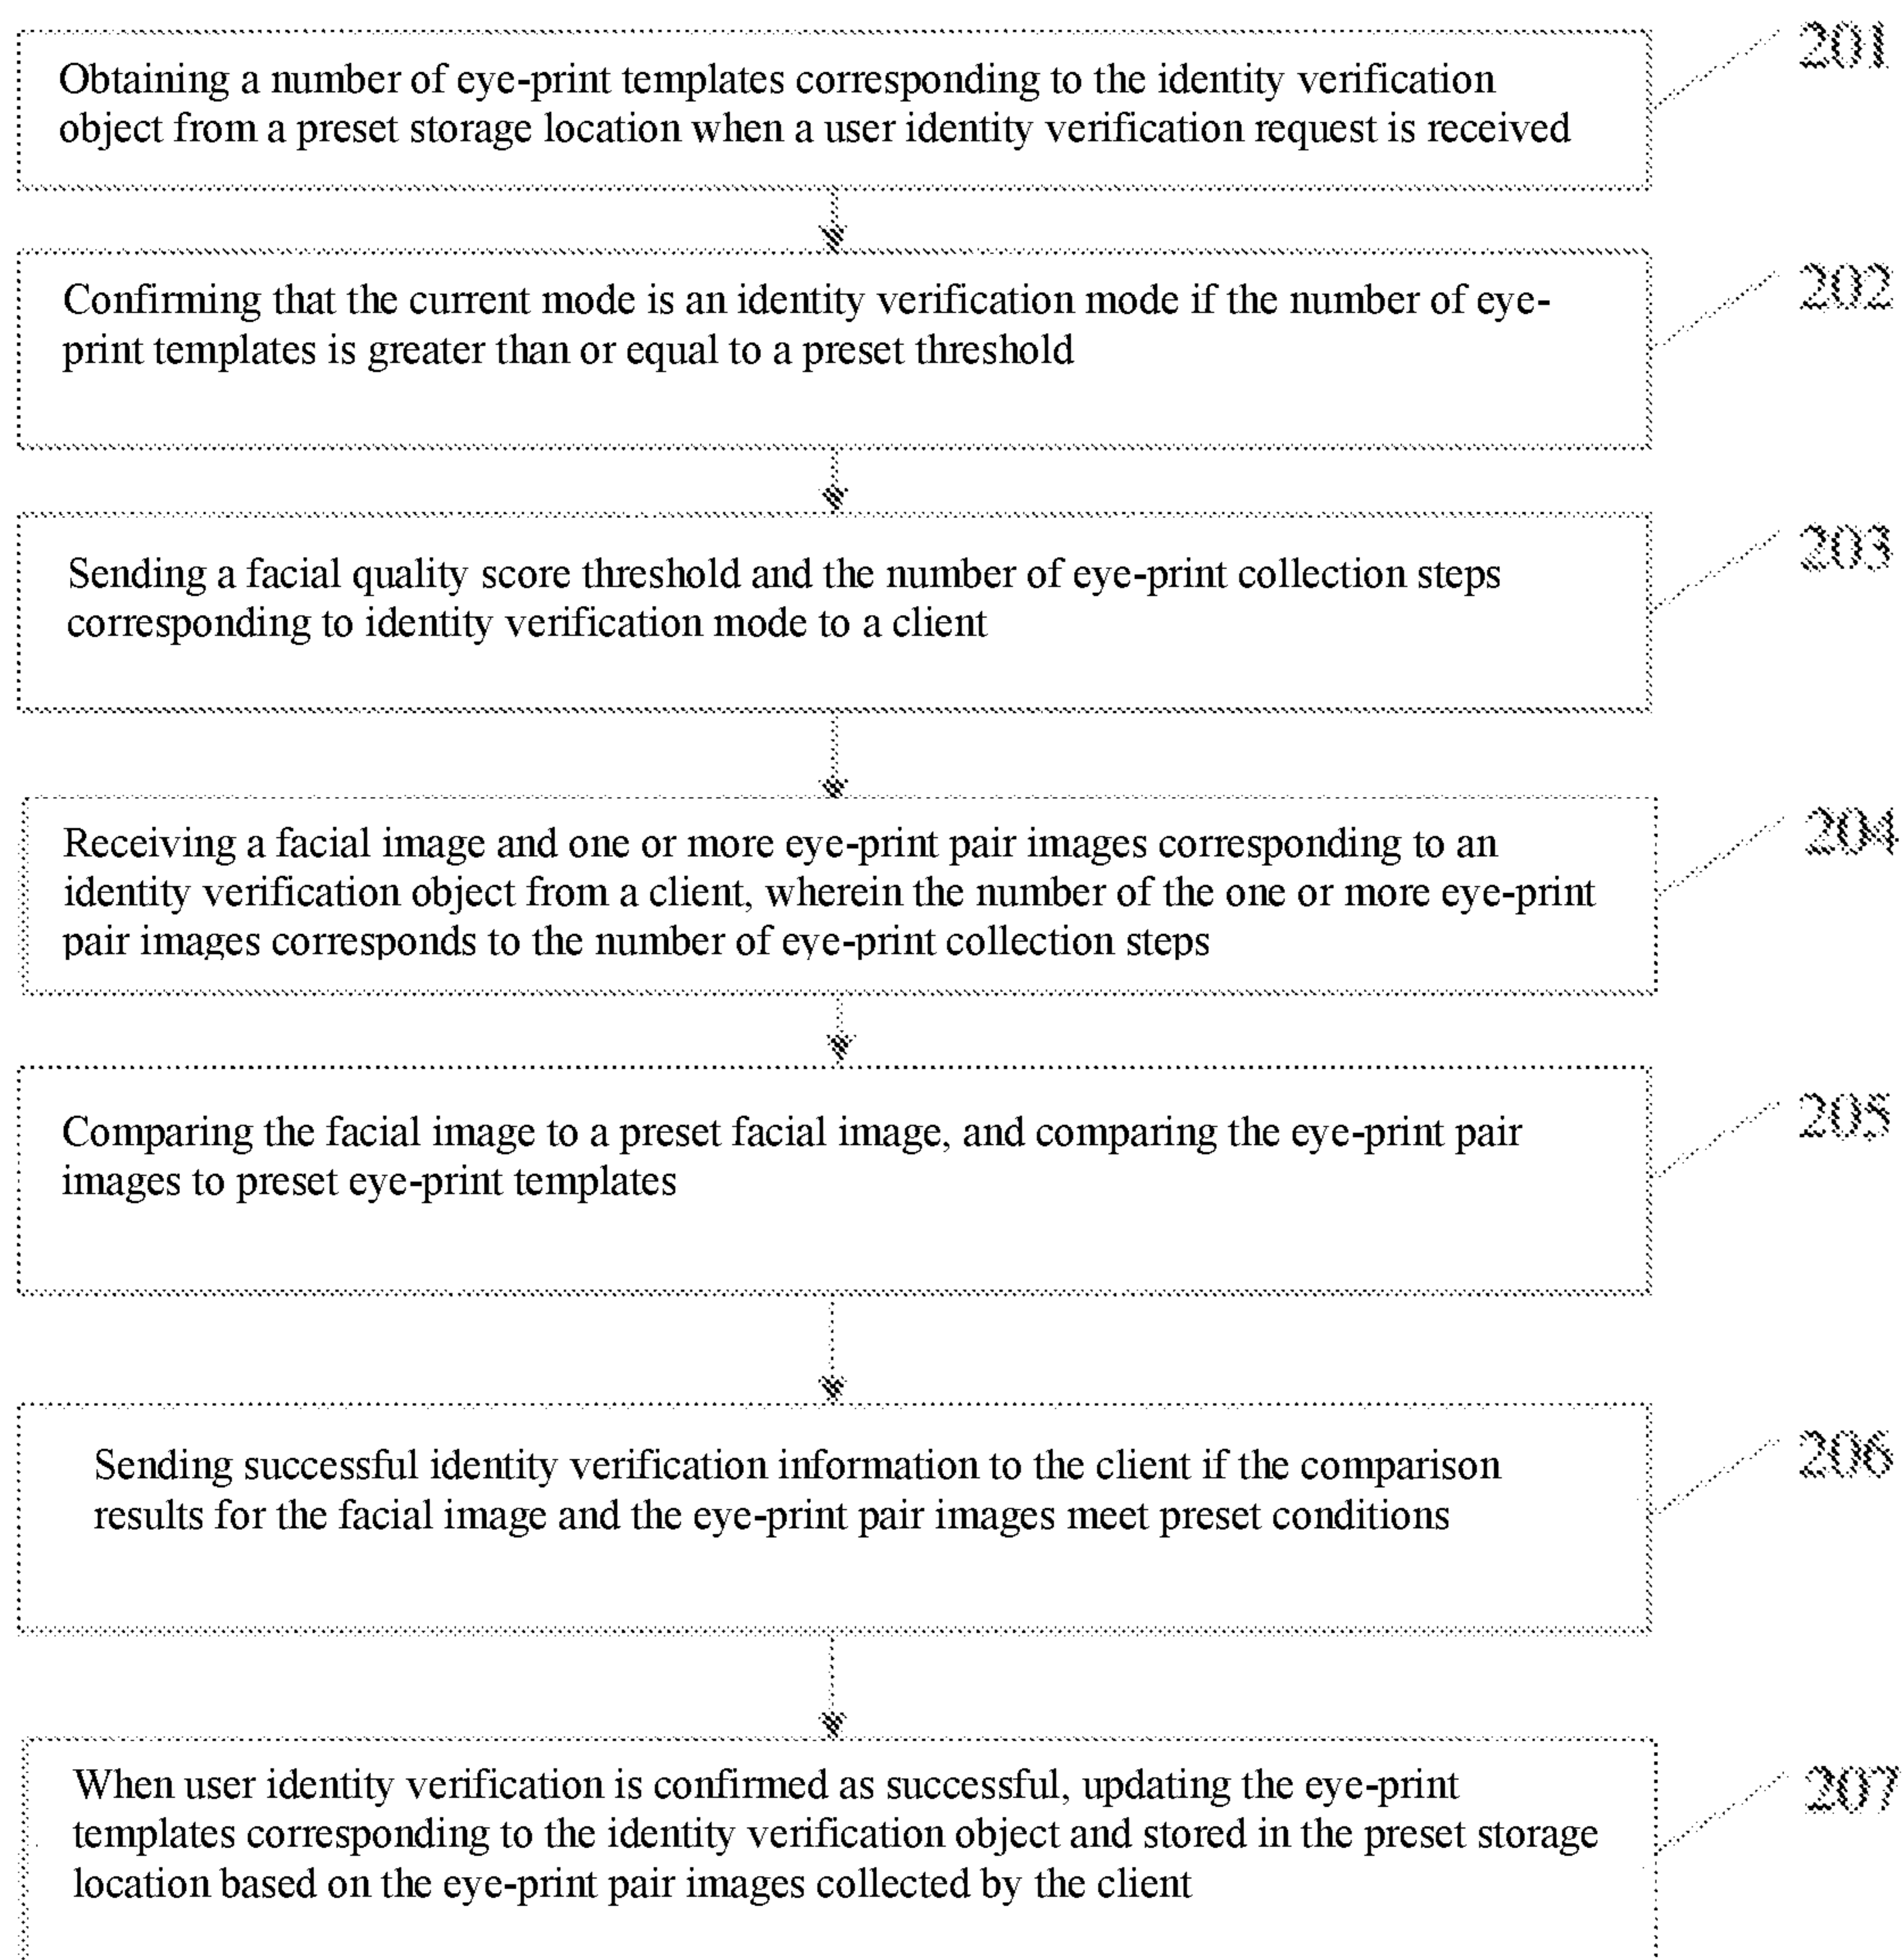 Obtaining a number of eye-print templates corresponding to the identity verification
object from a preset storage location when a user identity verification request is received
201
Confirming that the current mode is an identity verification mode if the number of eye-
print templates is greater than or equal to a preset threshold
202
Sending a facial quality score threshold and the number of eye-print collection steps
corresponding to identity verification mode to a client
203
Receiving a facial image and one or more eye-print pair images corresponding to an
identity verification object from a client, wherein the number of the one or more eye-print
pair images corresponds to the number of eye-print collection steps
204
Comparing the facial image to a preset facial image, and comparing the eye-print pair
images to preset eye-print templates
205
Sending successful identity verification information to the client if the comparison
results for the facial image and the eye-print pair images meet preset conditions
206
When user identity verification is confirmed as successful, updating the eye-print
templates corresponding to the identity verification object and stored in the preset storage
location based on the eye-print pair images collected by the client
207